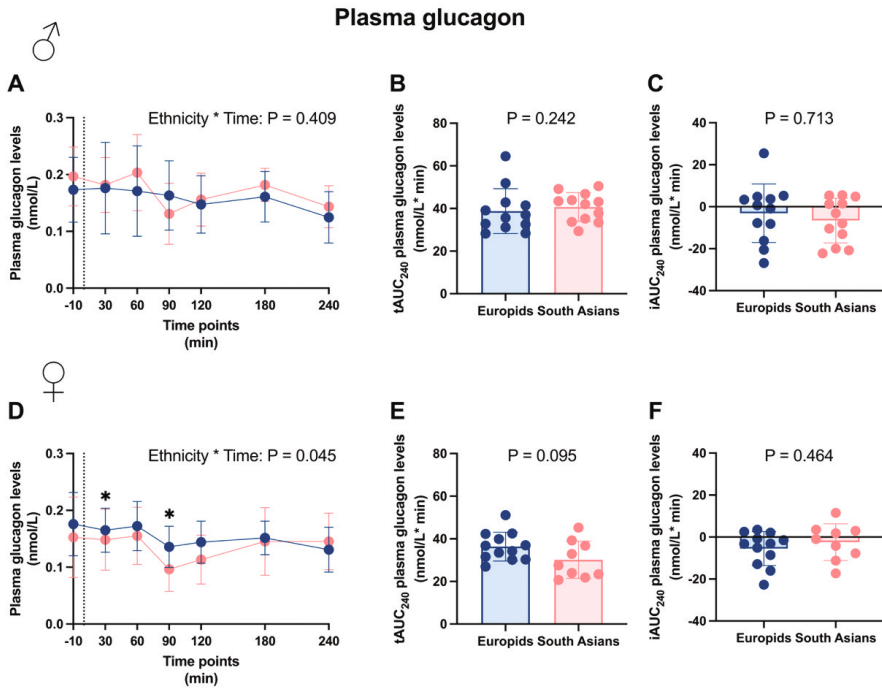 Plasma glucagon
♂
A
Ethnicity * Time: P = 0.409
Plasma glucagon levels
(nmol/L)
0.3
0.2
0.1
0.0
-10 30 60 90 120 180 240
Time points
(min)
B
P = 0.242
tAUC240 plasma glucagon levels
(nmol/L* min)
80
60
40
20
0
Europids South Asians
C
P = 0.713
iAUC240 plasma glucagon levels
(nmol/L* min)
40
20
0
-20
-40
Europids South Asians
♀
D
Ethnicity * Time: P = 0.045
Plasma glucagon levels
(nmol/L)
0.3
0.2
0.1
0.0
* *
-10 30 60 90 120 180 240
Time points
(min)
E
P = 0.095
tAUC240 plasma glucagon levels
(nmol/L* min)
80
60
40
20
0
Europids South Asians
F
P = 0.464
iAUC240 plasma glucagon levels
(nmol/L* min)
40
20
0
-20
-40
Europids South Asians